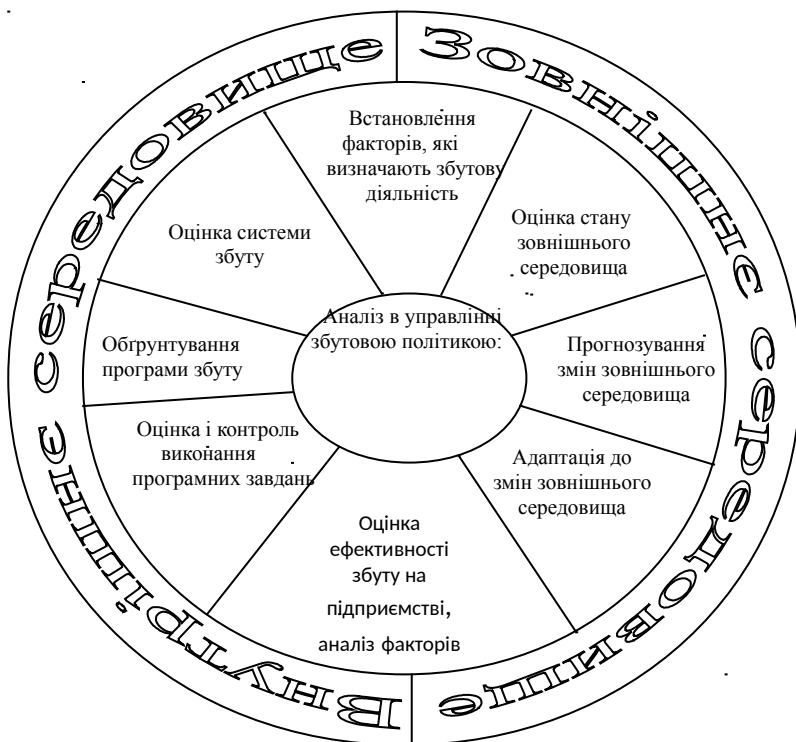 Зовнішнє середовище
Внутрішнє середовище
Встановлення
факторів, які
визначають збутову
діяльність
Оцінка стану
зовнішнього
середовища
Прогнозування
змін зовнішнього
середовища
Адаптація до
змін зовнішнього
середовища
Оцінка
ефективності
збуту на
підприємстві,
аналіз факторів
Оцінка і контроль
виконання
програмних завдань
Обґрунтування
програми збуту
Оцінка системи
збуту
Аналіз в управлінні
збутовою політикою: